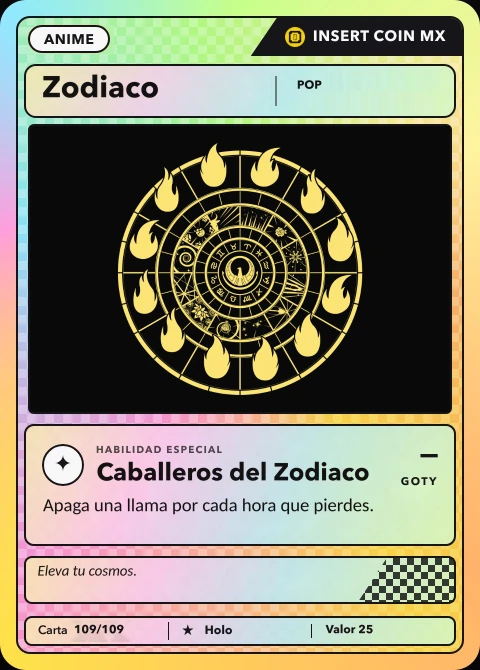 ANIME
INSERT COIN MX
Zodiaco
POP
HABILIDAD ESPECIAL
Caballeros del Zodiaco
GOTY
Apaga una llama por cada hora que pierdes.
Eleva tu cosmos.
Carta 109/109
★ Holo
Valor 25